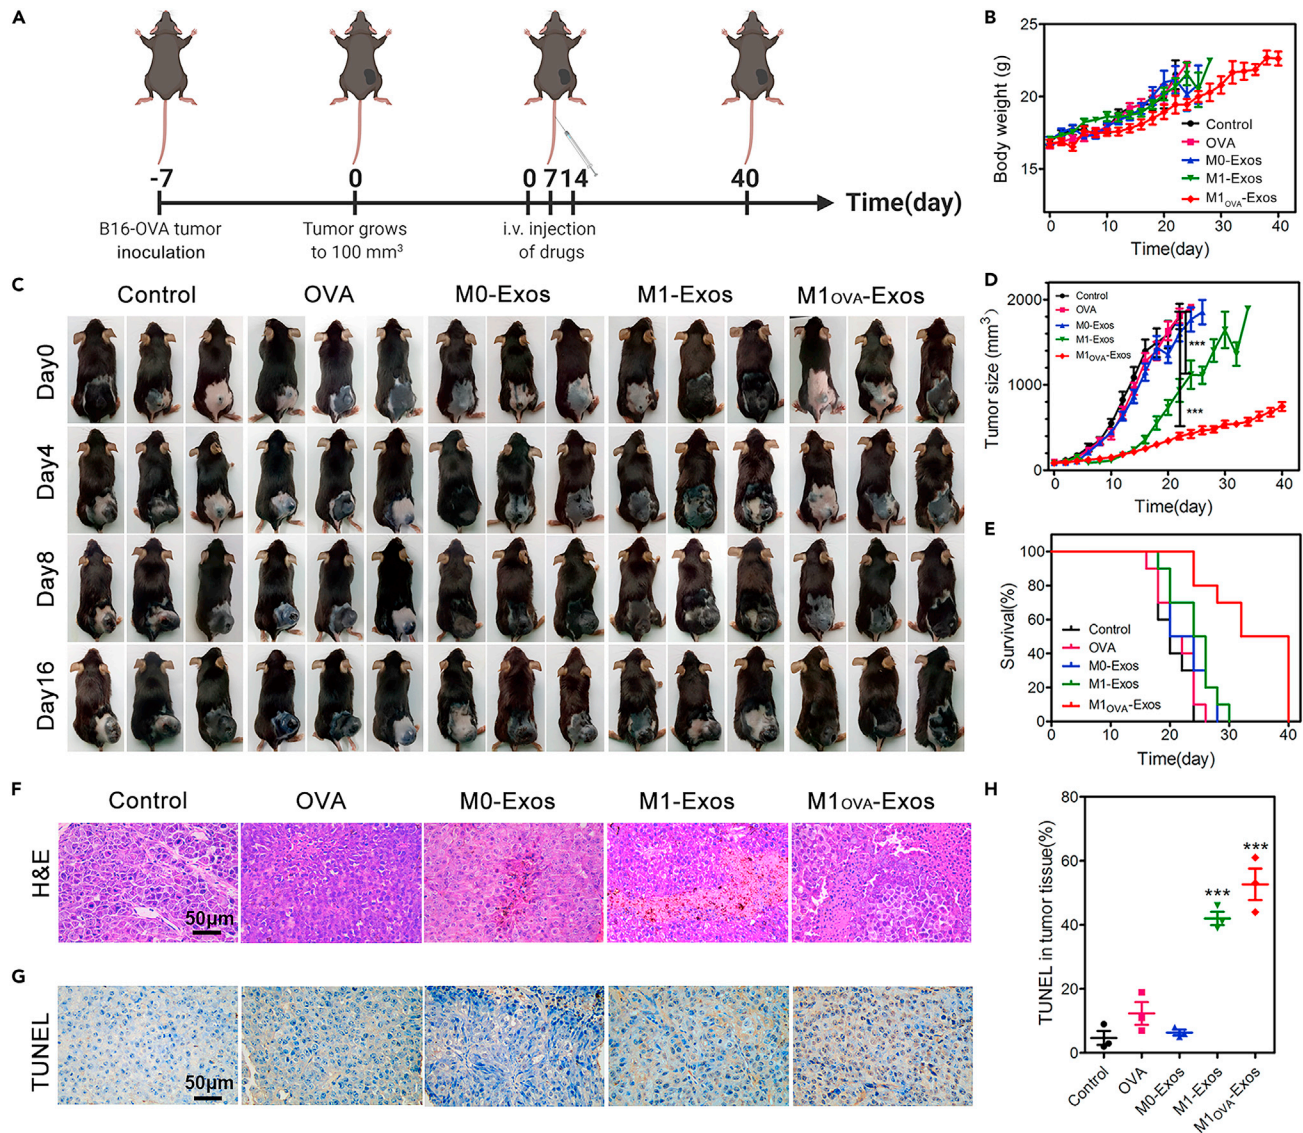 A
-7
0
0 7 14
40
Time(day)
B16-OVA tumor
inoculation
Tumor grows
to 100 mm³
i.v. injection
of drugs
B
25
20
15
Body weight (g)
Control
OVA
M0-Exos
M1-Exos
M1OVA-Exos
0 10 20 30 40
Time(day)
C
Control OVA M0-Exos M1-Exos M1OVA-Exos
Day0
Day4
Day8
Day16
D
2000
1000
0
Tumor size (mm³)
Control
OVA
M0-Exos
M1-Exos
M1OVA-Exos
***
***
0 10 20 30 40
Time(day)
E
100
80
60
40
20
0
Survival(%)
Control
OVA
M0-Exos
M1-Exos
M1OVA-Exos
0 10 20 30 40
Time(day)
F
Control OVA M0-Exos M1-Exos M1OVA-Exos
H&E
50μm
G
TUNEL
50μm
H
80
60
40
20
0
TUNEL in tumor tissue(%)
***
***
Control
OVA
M0-Exos
M1-Exos
M1OVA-Exos